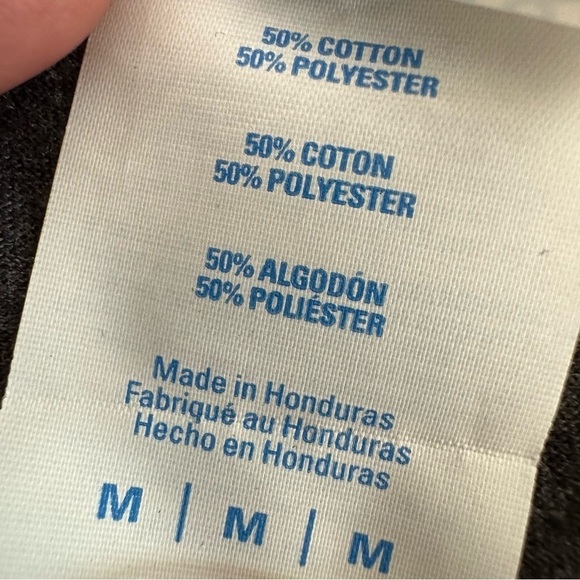 50% COTTON
50% POLYESTER
50% COTON
50% POLYESTER
50% ALGODÓN
50% POLIÉSTER
Made in Honduras
Fabriqué au Honduras
Hecho en Honduras
M | M | M